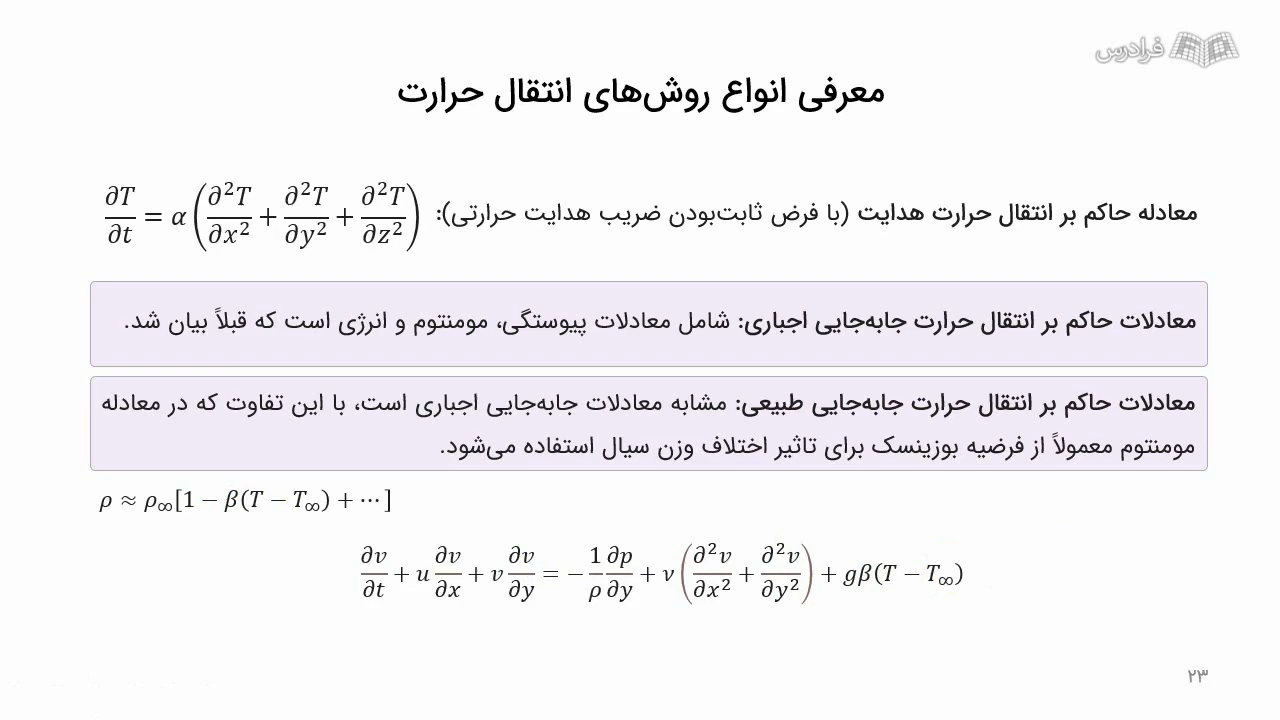 فرادرس
معرفی انواع روش‌های انتقال حرارت
معادله حاکم بر انتقال حرارت هدایت (با فرض ثابت‌بودن ضریب هدایت حرارتی):
∂T/∂t = α(∂²T/∂x² + ∂²T/∂y² + ∂²T/∂z²)
معادلات حاکم بر انتقال حرارت جابه‌جایی اجباری: شامل معادلات پیوستگی، مومنتوم و انرژی است که قبلاً بیان شد.
معادلات حاکم بر انتقال حرارت جابه‌جایی طبیعی: مشابه معادلات جابه‌جایی اجباری است، با این تفاوت که در معادله
مومنتوم معمولاً از فرضیه بوزینسک برای تاثیر اختلاف وزن سیال استفاده می‌شود.
ρ ≈ ρ∞[1 − β(T − T∞) + ⋯]
∂v/∂t + u ∂v/∂x + v ∂v/∂y = − 1/ρ ∂p/∂y + ν(∂²v/∂x² + ∂²v/∂y²) + gβ(T − T∞)
۲۳